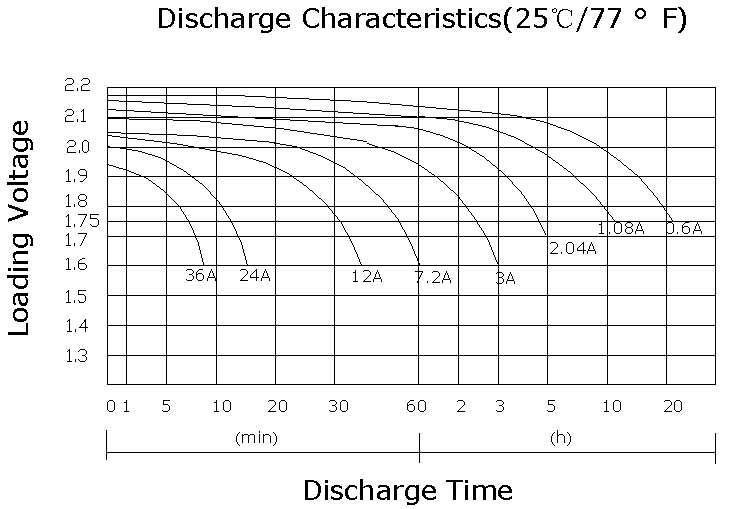 Discharge Characteristics(25℃/77 ° F)
Loading Voltage
2.2
2.1
2.0
1.9
1.8
1.75
1.7
1.6
1.5
1.4
1.3
1.08A 0.6A
2.04A
36A 24A 12A 7.2A 3A
0 1 5 10 20 30 60 2 3 5 10 20
(min) (h)
Discharge Time